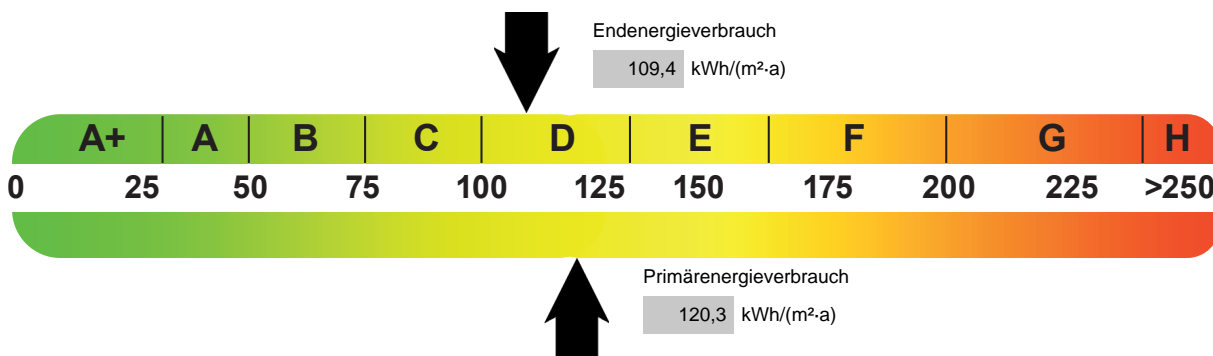 Endenergieverbrauch
109,4 kWh/(m²·a)
A+ A B C D E F G H
0 25 50 75 100 125 150 175 200 225 >250
Primärenergieverbrauch
120,3 kWh/(m²·a)